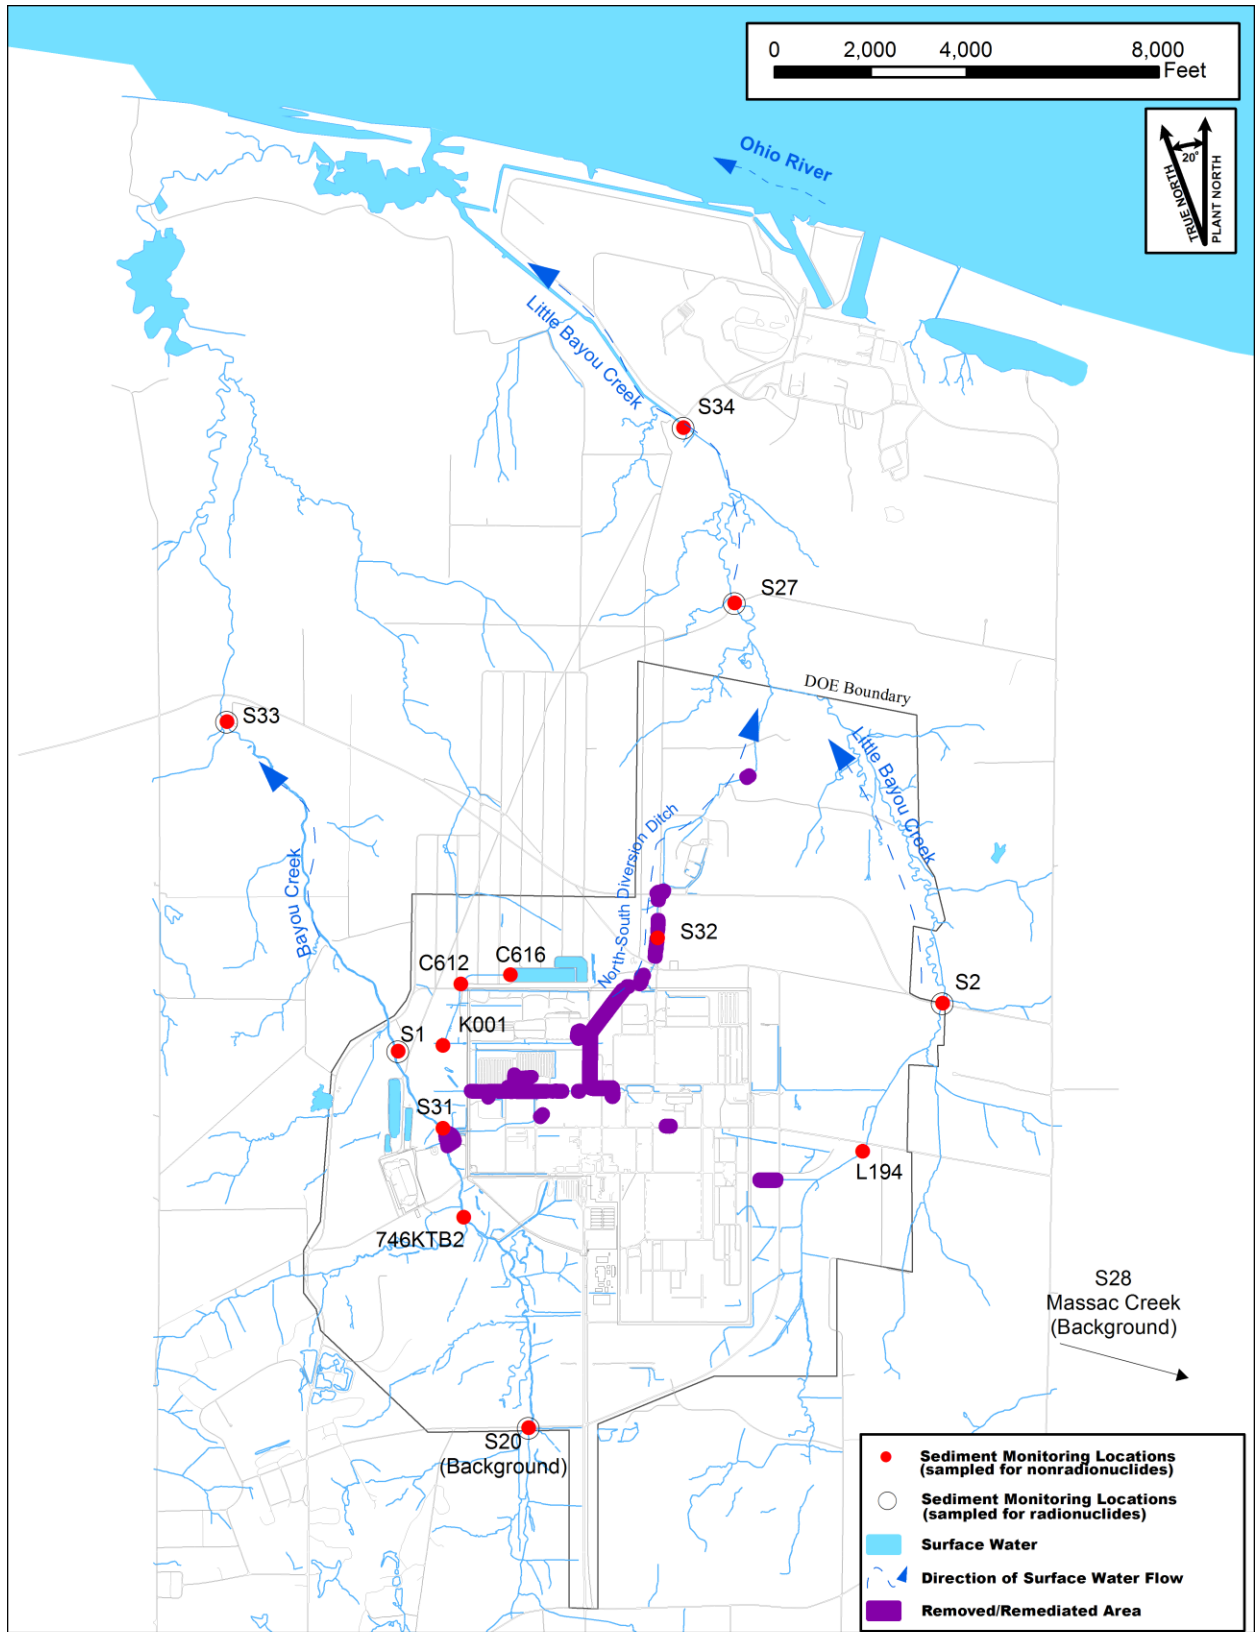 0 2,000 4,000 8,000
Feet
TRUE NORTH
20°
PLANT NORTH
Ohio River
Little Bayou Creek
S34
S27
DOE Boundary
S33
Little Bayou Creek
North-South Diversion Ditch
Bayou Creek
S32
C616
C612
S2
K001
S1
S31
L194
746KTB2
S28
Massac Creek
(Background)
S20
(Background)
Sediment Monitoring Locations
(sampled for nonradionuclides)
Sediment Monitoring Locations
(sampled for radionuclides)
Surface Water
Direction of Surface Water Flow
Removed/Remediated Area